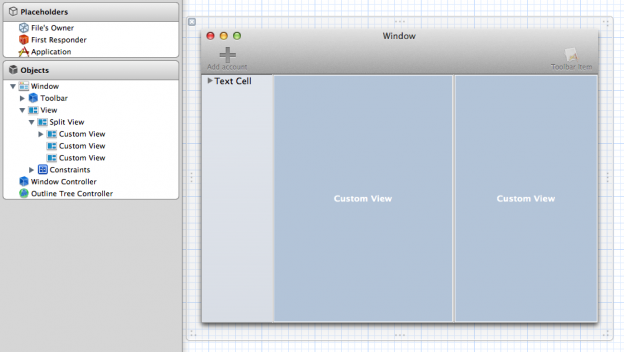 Placeholders
File's Owner
First Responder
Application
Objects
Window
Toolbar
View
Split View
Custom View
Custom View
Custom View
Constraints
Window Controller
Outline Tree Controller
Window
Add account
Toolbar Item
Text Cell
Custom View
Custom View